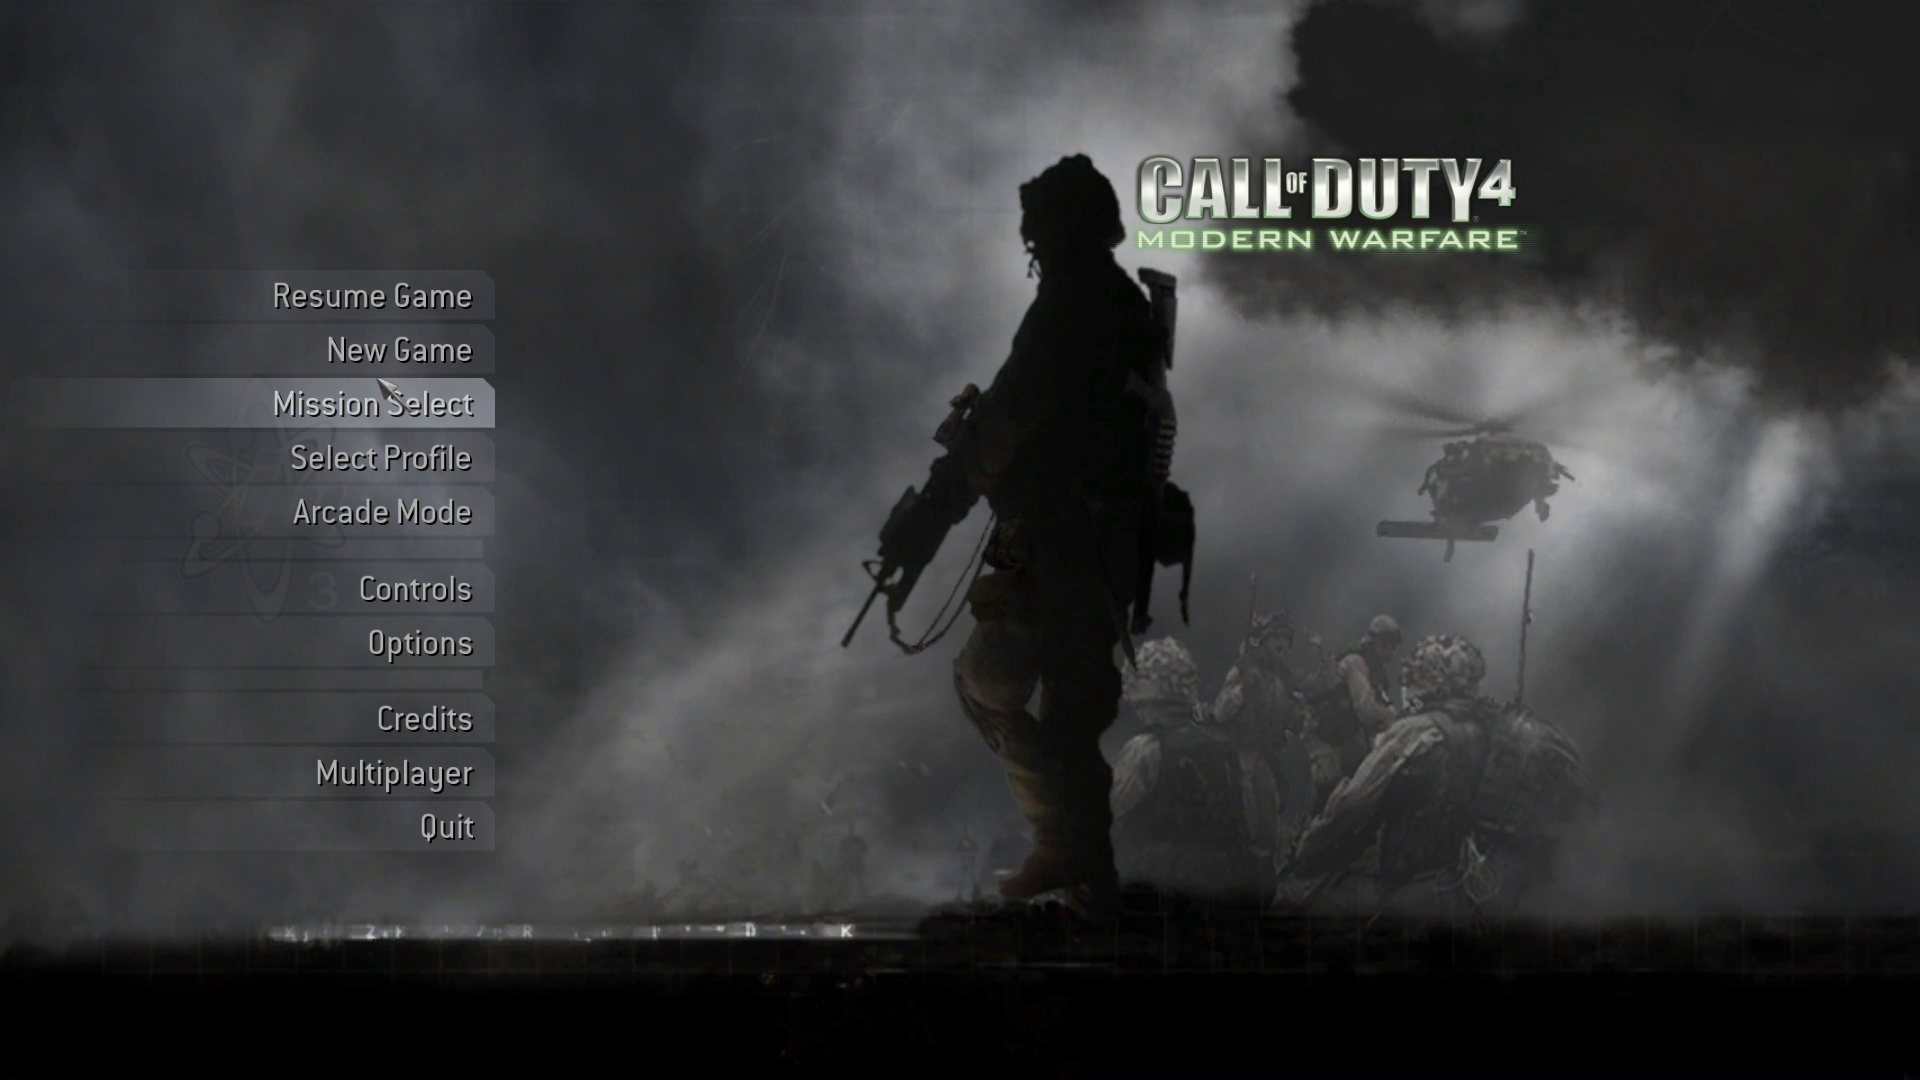 CALL OF DUTY 4
MODERN WARFARE™
Resume Game
New Game
Mission Select
Select Profile
Arcade Mode
Controls
Options
Credits
Multiplayer
Quit